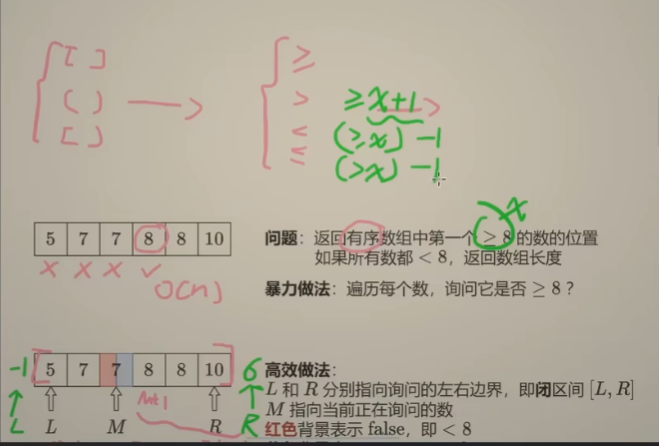 [ ]
( ) ⟶
[ )
≥
> ≥ x+1
< (≥x) -1
≤ (>x) -1
5 7 7 8 8 10
× × × ✓
O(n)
问题：返回有序数组中第一个 ≥ 8 的数的位置
x
如果所有数都 < 8，返回数组长度
暴力做法：遍历每个数，询问它是否 ≥ 8？
-1 [ 5 7 7 8 8 10 ] 6
高效做法：
L 和 R 分别指向询问的左右边界，即闭区间 [L, R]
M 指向当前正在询问的数
红色背景表示 false，即 < 8
M+1
L L M R R